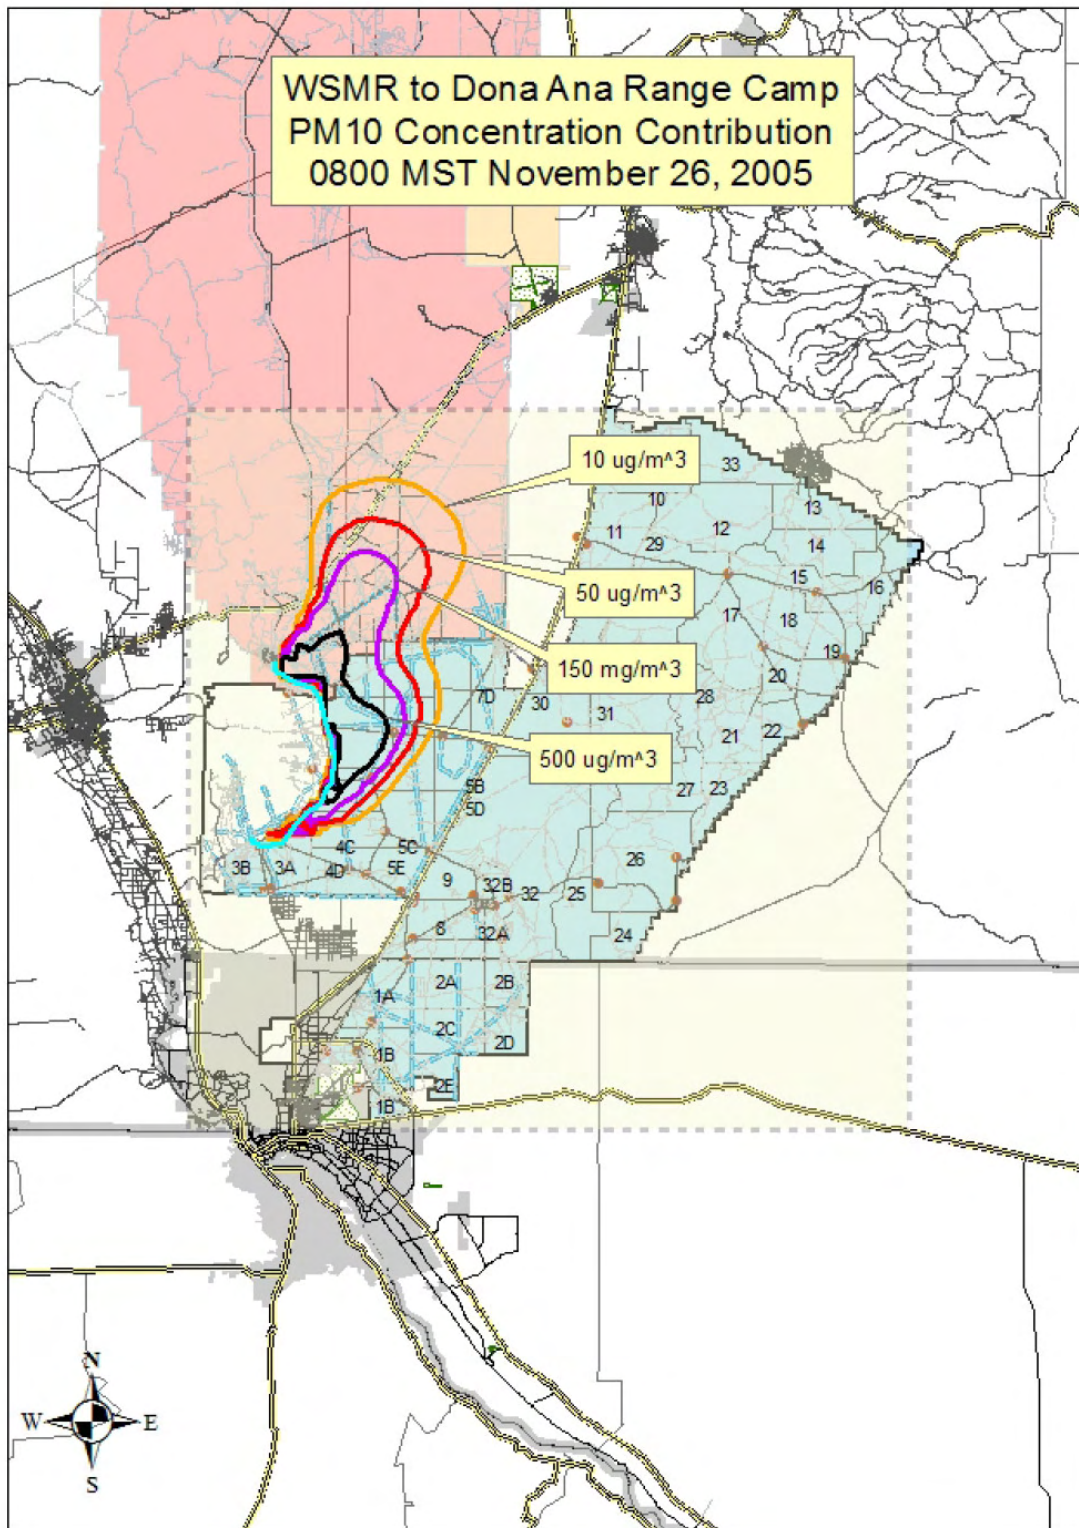 WSMR to Dona Ana Range Camp
PM10 Concentration Contribution
0800 MST November 26, 2005
10 ug/m^3
33
10
13
11
12
29
14
50 ug/m^3
15
16
17
18
150 mg/m^3
19
20
7D
30
28
31
21
22
500 ug/m^3
5B
5D
27
23
4C
5C
26
3B
3A
4D
5E
9
32B
32
25
8
32A
24
2A
2B
1A
2C
2D
1B
2E
1B
N
W
E
S